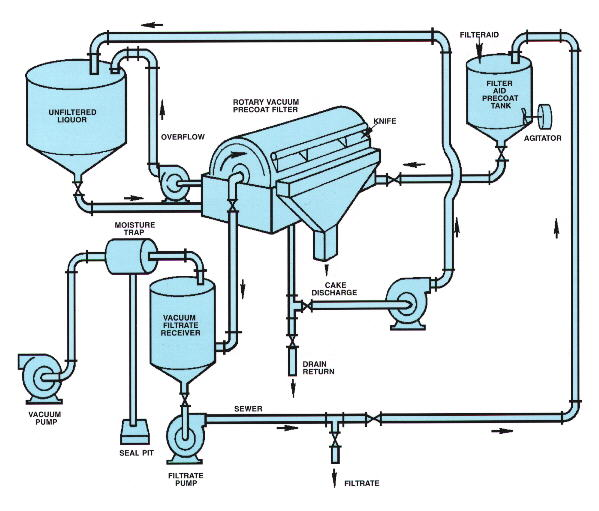 FILTERAID
FILTER
AID
PRECOAT
TANK
AGITATOR
UNFILTERED
LIQUOR
ROTARY VACUUM
PRECOAT FILTER
KNIFE
OVERFLOW
MOISTURE
TRAP
CAKE
DISCHARGE
VACUUM
FILTRATE
RECEIVER
DRAIN
RETURN
VACUUM
PUMP
SEWER
SEAL PIT
FILTRATE
PUMP
FILTRATE